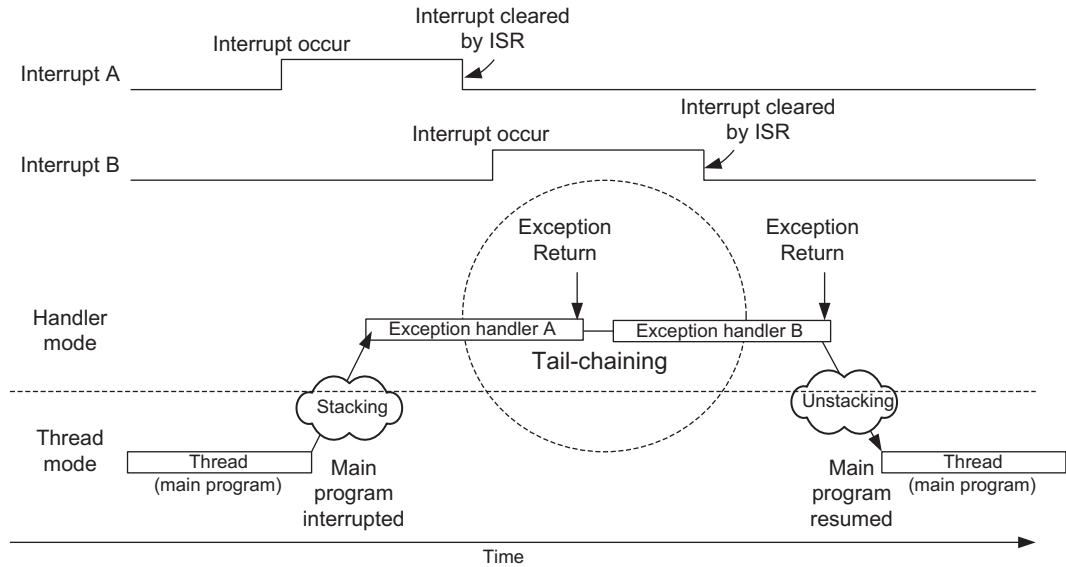 Interrupt cleared
by ISR
Interrupt occur
Interrupt A
Interrupt cleared
by ISR
Interrupt occur
Interrupt B
Exception
Return
Exception
Return
Handler
mode
Exception handler A
Exception handler B
Tail-chaining
Stacking
Unstacking
Thread
mode
Thread
(main program)
Main
program
interrupted
Main
program
resumed
Thread
(main program)
Time